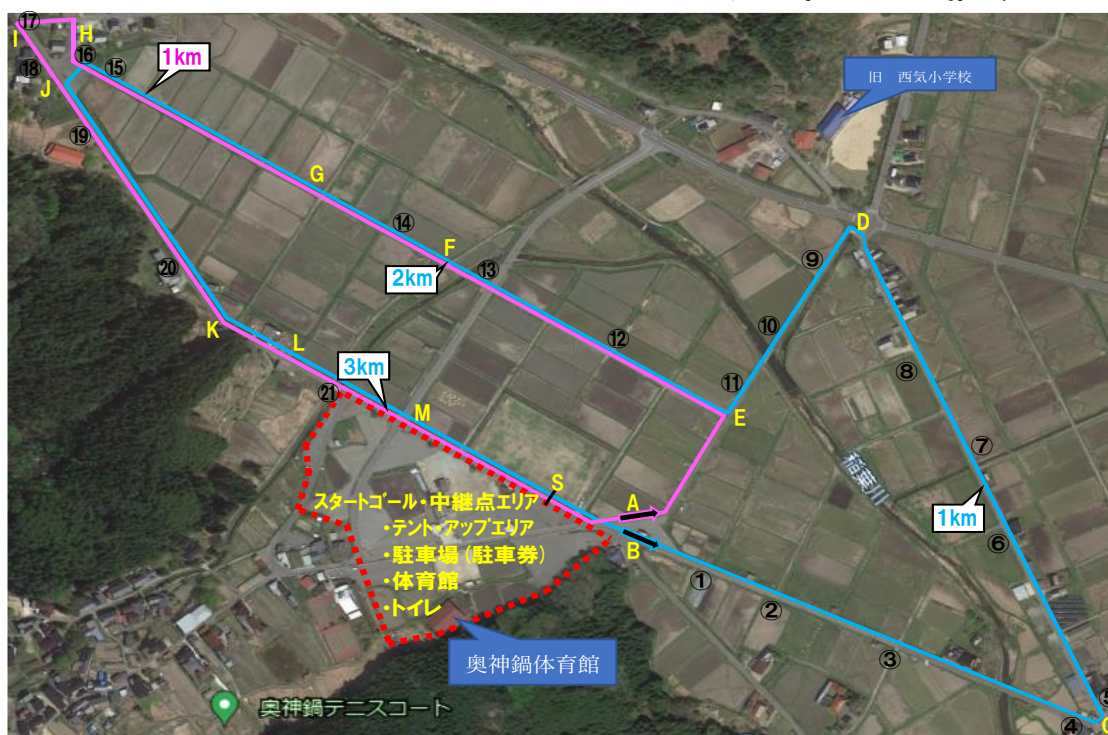 ⑰
I
H
⑱
⑯
⑮
1km
J
旧 西気小学校
⑲
G
⑭
F
2km
⑬
D
⑨
⑳
⑩
⑫
⑧
K
L
3km
⑪
E
㉑
M
⑦
S
A
スタートゴール・中継点エリア
・テント・アップエリア
・駐車場(駐車券)
・体育館
・トイレ
B
1km
⑥
①
②
③
奥神鍋体育館
奥神鍋テニスコート
⑤
④
C